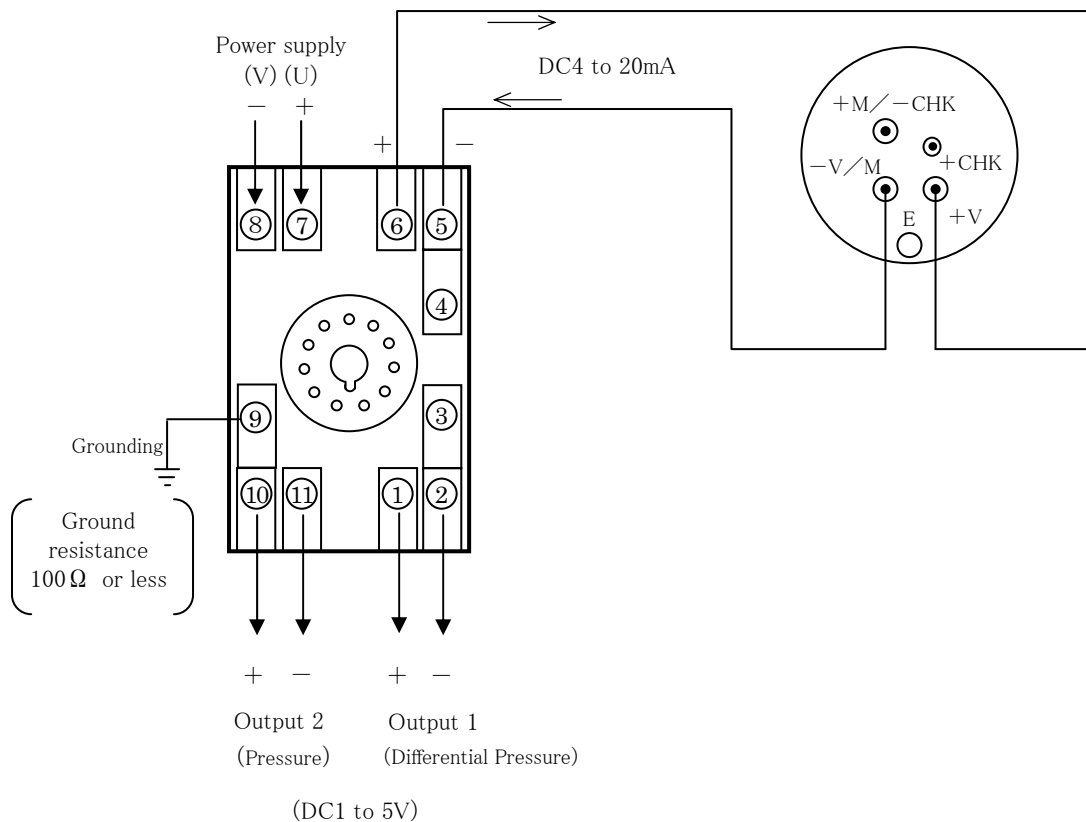 Power supply
(V) (U)
− +
DC4 to 20mA
+ −
+M／−CHK
−V／M
+CHK
E
+V
⑧ ⑦ ⑥ ⑤
④
⑨
③
Grounding
⑩ ⑪ ① ②
Ground
resistance
100Ω or less
+ − + −
Output 2
(Pressure)
Output 1
(Differential Pressure)
(DC1 to 5V)